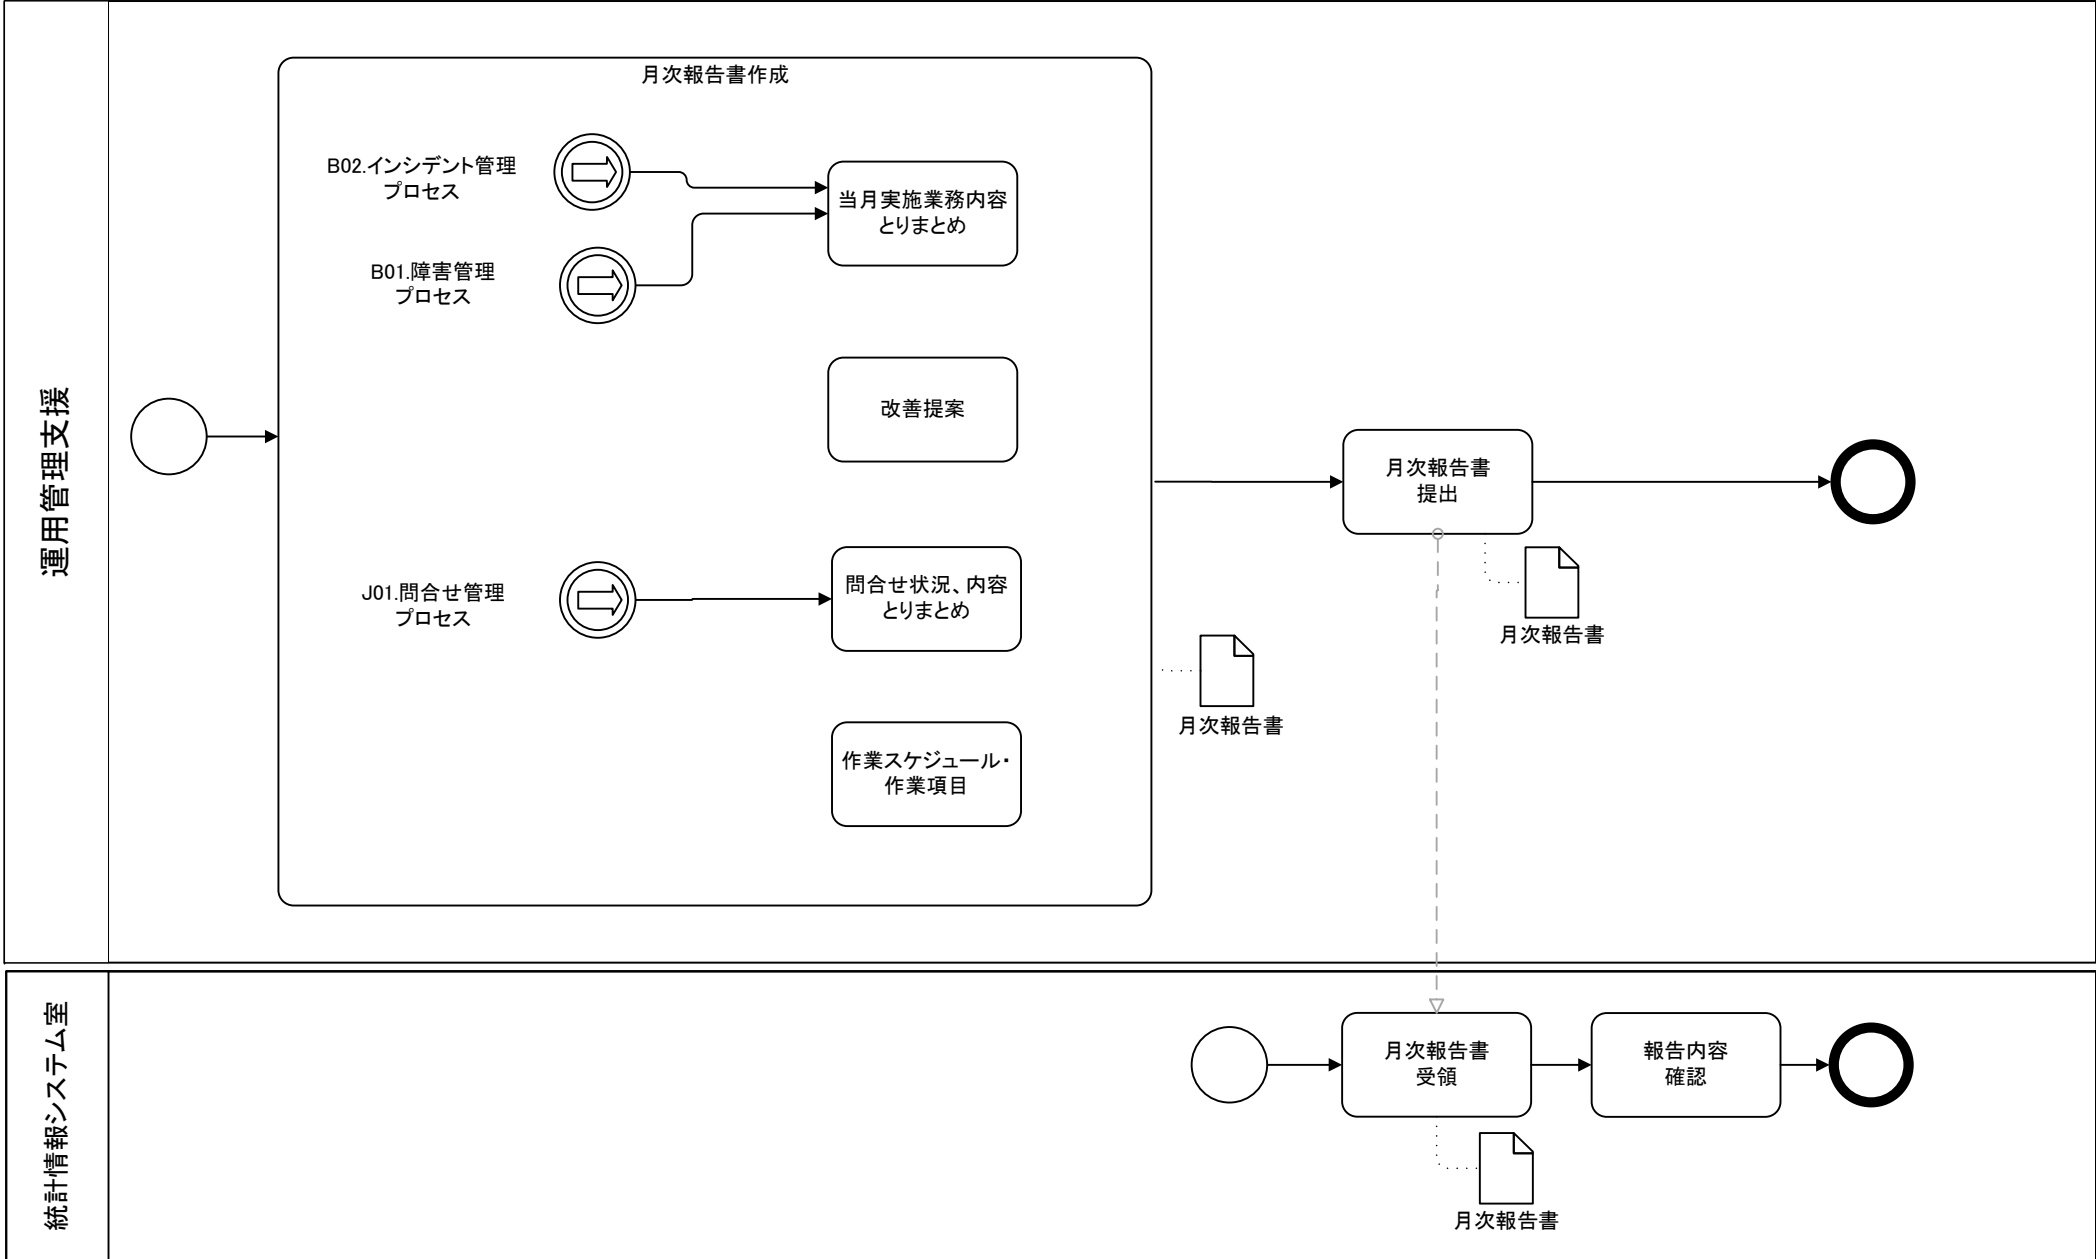 運用管理支援
月次報告書作成
B02.インシデント管理
プロセス
当月実施業務内容
とりまとめ
B01.障害管理
プロセス
改善提案
月次報告書
提出
J01.問合せ管理
プロセス
問合せ状況、内容
とりまとめ
月次報告書
月次報告書
作業スケジュール・
作業項目
統計情報システム室
月次報告書
受領
報告内容
確認
月次報告書